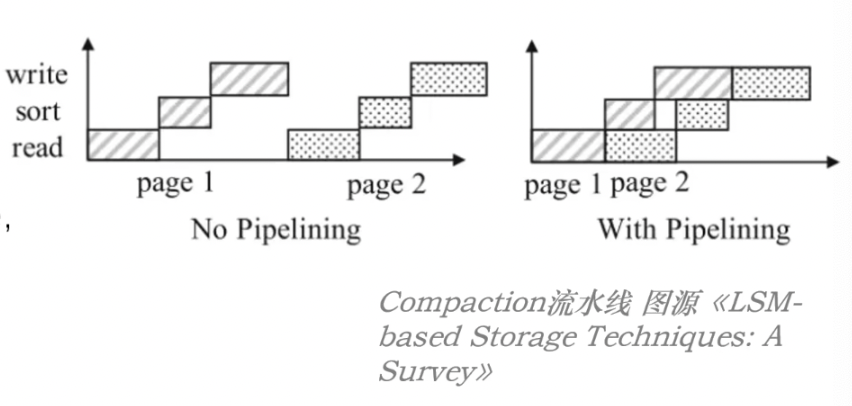 write
sort
read
page 1
page 2
No Pipelining
page 1 page 2
With Pipelining
,
Compaction流水线 图源《LSM-
based Storage Techniques: A
Survey》